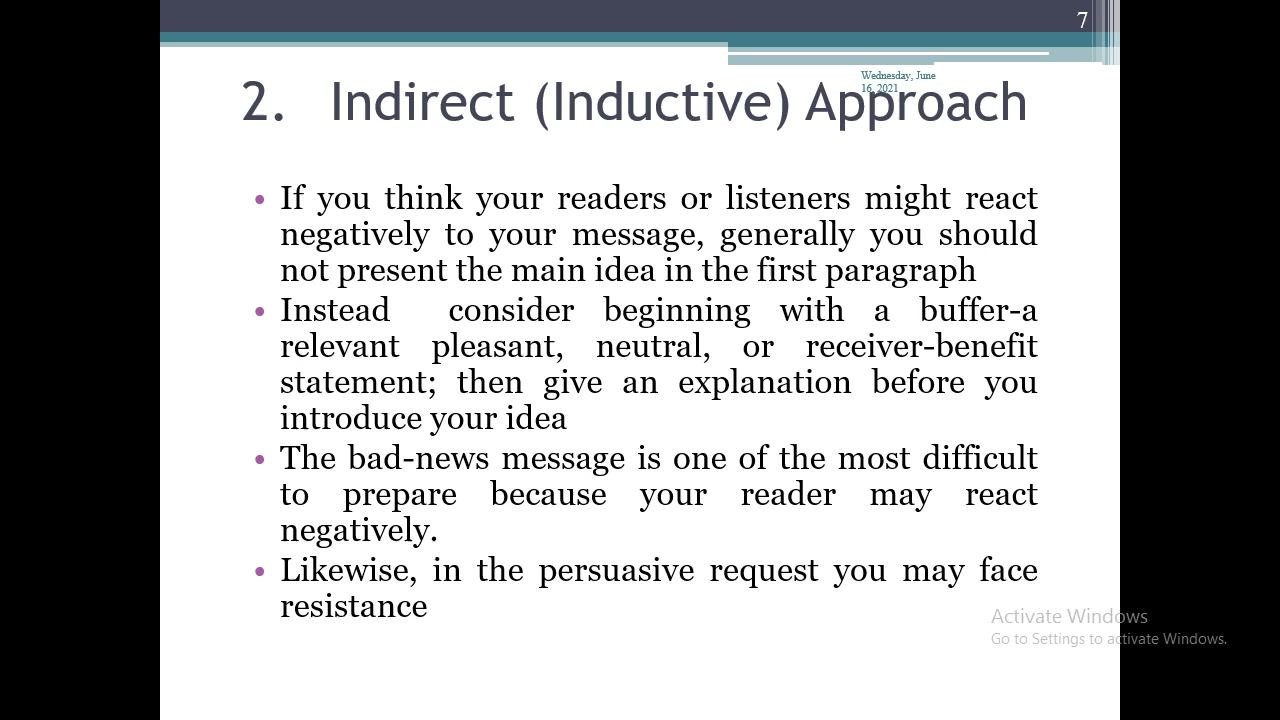 7
Wednesday, June
16, 2021
2. Indirect (Inductive) Approach
• If you think your readers or listeners might react
negatively to your message, generally you should
not present the main idea in the first paragraph
• Instead consider beginning with a buffer-a
relevant pleasant, neutral, or receiver-benefit
statement; then give an explanation before you
introduce your idea
• The bad-news message is one of the most difficult
to prepare because your reader may react
negatively.
• Likewise, in the persuasive request you may face
resistance
Activate Windows
Go to Settings to activate Windows.